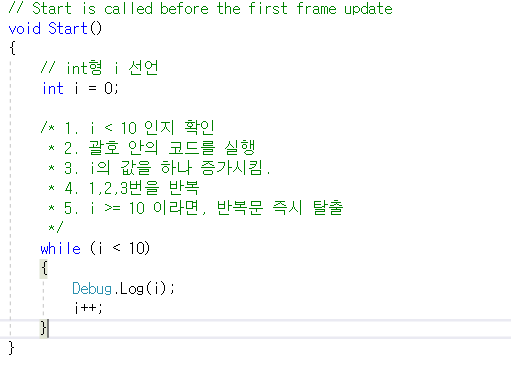 // Start is called before the first frame update
void Start()
{
// int형 i 선언
int i = 0;
/* 1. i < 10 인지 확인
* 2. 괄호 안의 코드를 실행
* 3. i의 값을 하나 증가시킴.
* 4. 1,2,3번을 반복
* 5. i >= 10 이라면, 반복문 즉시 탈출
*/
while (i < 10)
{
Debug.Log(i);
i++;
}
}